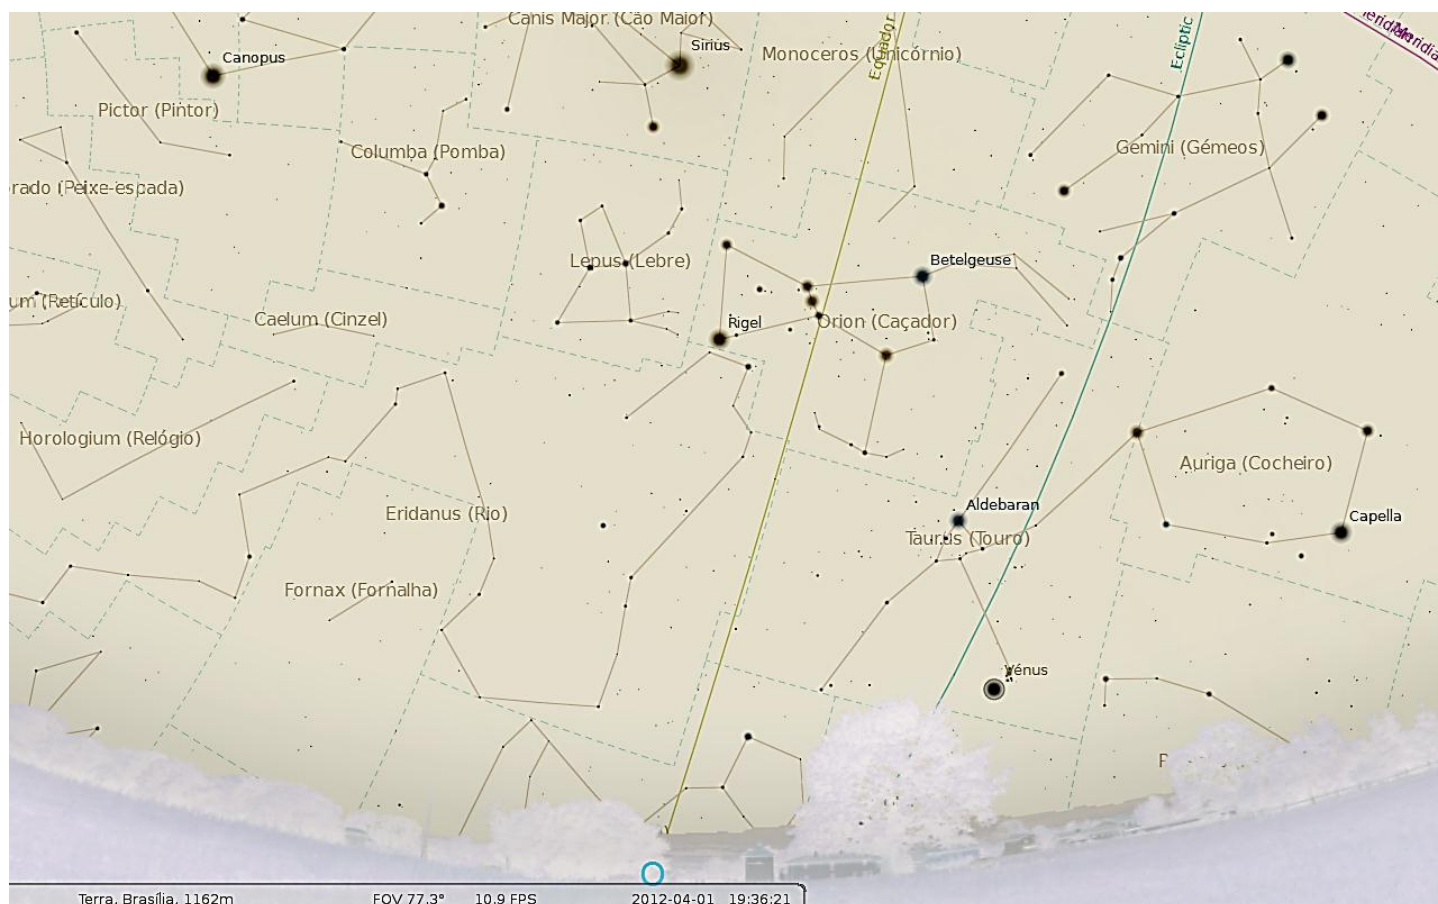 Canis Major (Cão Maior)
Sirius
Canopus
Equador
Monoceros (Unicórnio)
Ecliptic
Meridia
Pictor (Pintor)
Columba (Pomba)
Gémeni (Gémeos)
rado (Peixe-espada)
Lepus (Lebre)
Betelgeuse
um (Retículo)
Caelum (Cinzel)
Rigel
Orion (Caçador)
Horologium (Relógio)
Auriga (Cocheiro)
Eridanus (Rio)
Aldebaran
Capella
Taurus (Touro)
Fornax (Fornalha)
Vénus
Terra, Brasília, 1162m
FOV 77.3°
10.9 FPS
2012-04-01 19:36:21